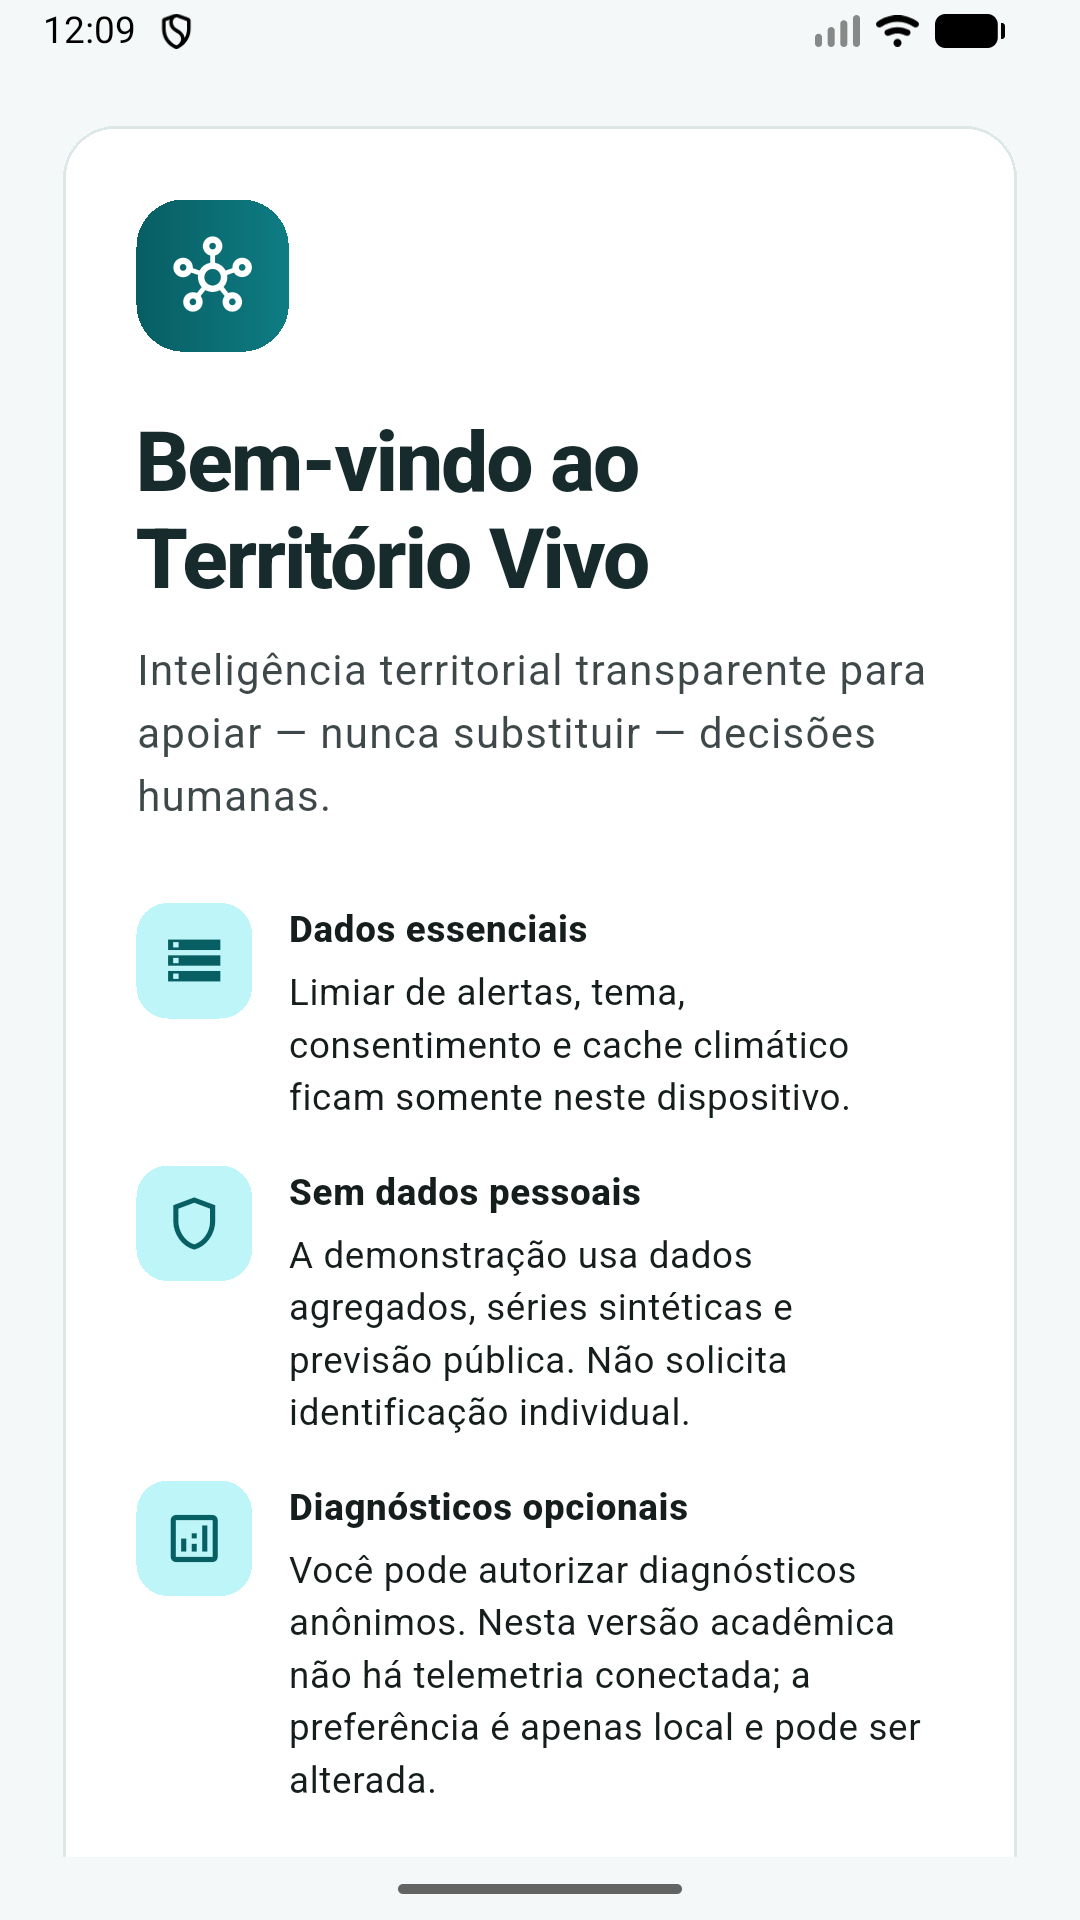 12:09
Bem-vindo ao
Território Vivo
Inteligência territorial transparente para
apoiar — nunca substituir — decisões
humanas.
Dados essenciais
Limiar de alertas, tema,
consentimento e cache climático
ficam somente neste dispositivo.
Sem dados pessoais
A demonstração usa dados
agregados, séries sintéticas e
previsão pública. Não solicita
identificação individual.
Diagnósticos opcionais
Você pode autorizar diagnósticos
anônimos. Nesta versão acadêmica
não há telemetria conectada; a
preferência é apenas local e pode ser
alterada.